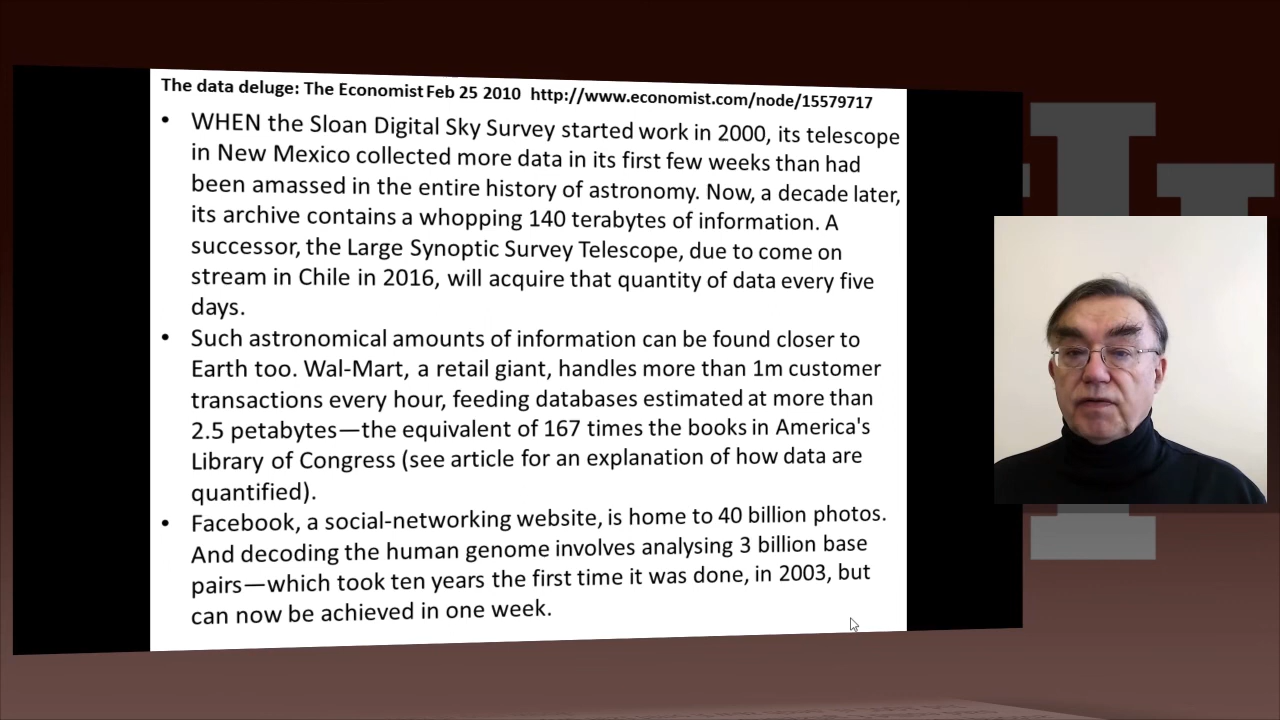 The data deluge: The Economist Feb 25 2010 http://www.economist.com/node/15579717
• WHEN the Sloan Digital Sky Survey started work in 2000, its telescope
in New Mexico collected more data in its first few weeks than had
been amassed in the entire history of astronomy. Now, a decade later,
its archive contains a whopping 140 terabytes of information. A
successor, the Large Synoptic Survey Telescope, due to come on
stream in Chile in 2016, will acquire that quantity of data every five
days.
• Such astronomical amounts of information can be found closer to
Earth too. Wal-Mart, a retail giant, handles more than 1m customer
transactions every hour, feeding databases estimated at more than
2.5 petabytes—the equivalent of 167 times the books in America's
Library of Congress (see article for an explanation of how data are
quantified).
• Facebook, a social-networking website, is home to 40 billion photos.
And decoding the human genome involves analysing 3 billion base
pairs—which took ten years the first time it was done, in 2003, but
can now be achieved in one week.